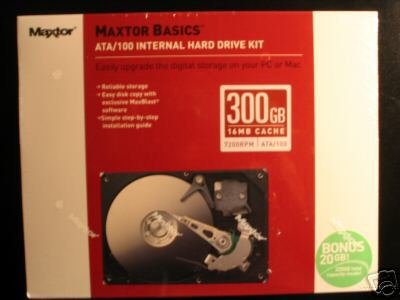 Maxtor
MAXTOR BASICS™
ATA/100 INTERNAL HARD DRIVE KIT
Easily upgrade the digital storage on your PC or Mac
• Reliable storage
• Easy disk copy with
exclusive MaxBlast™
software
• Simple step-by-step
installation guide
300GB
16MB CACHE
7200RPM ATA/100
BONUS
20GB!